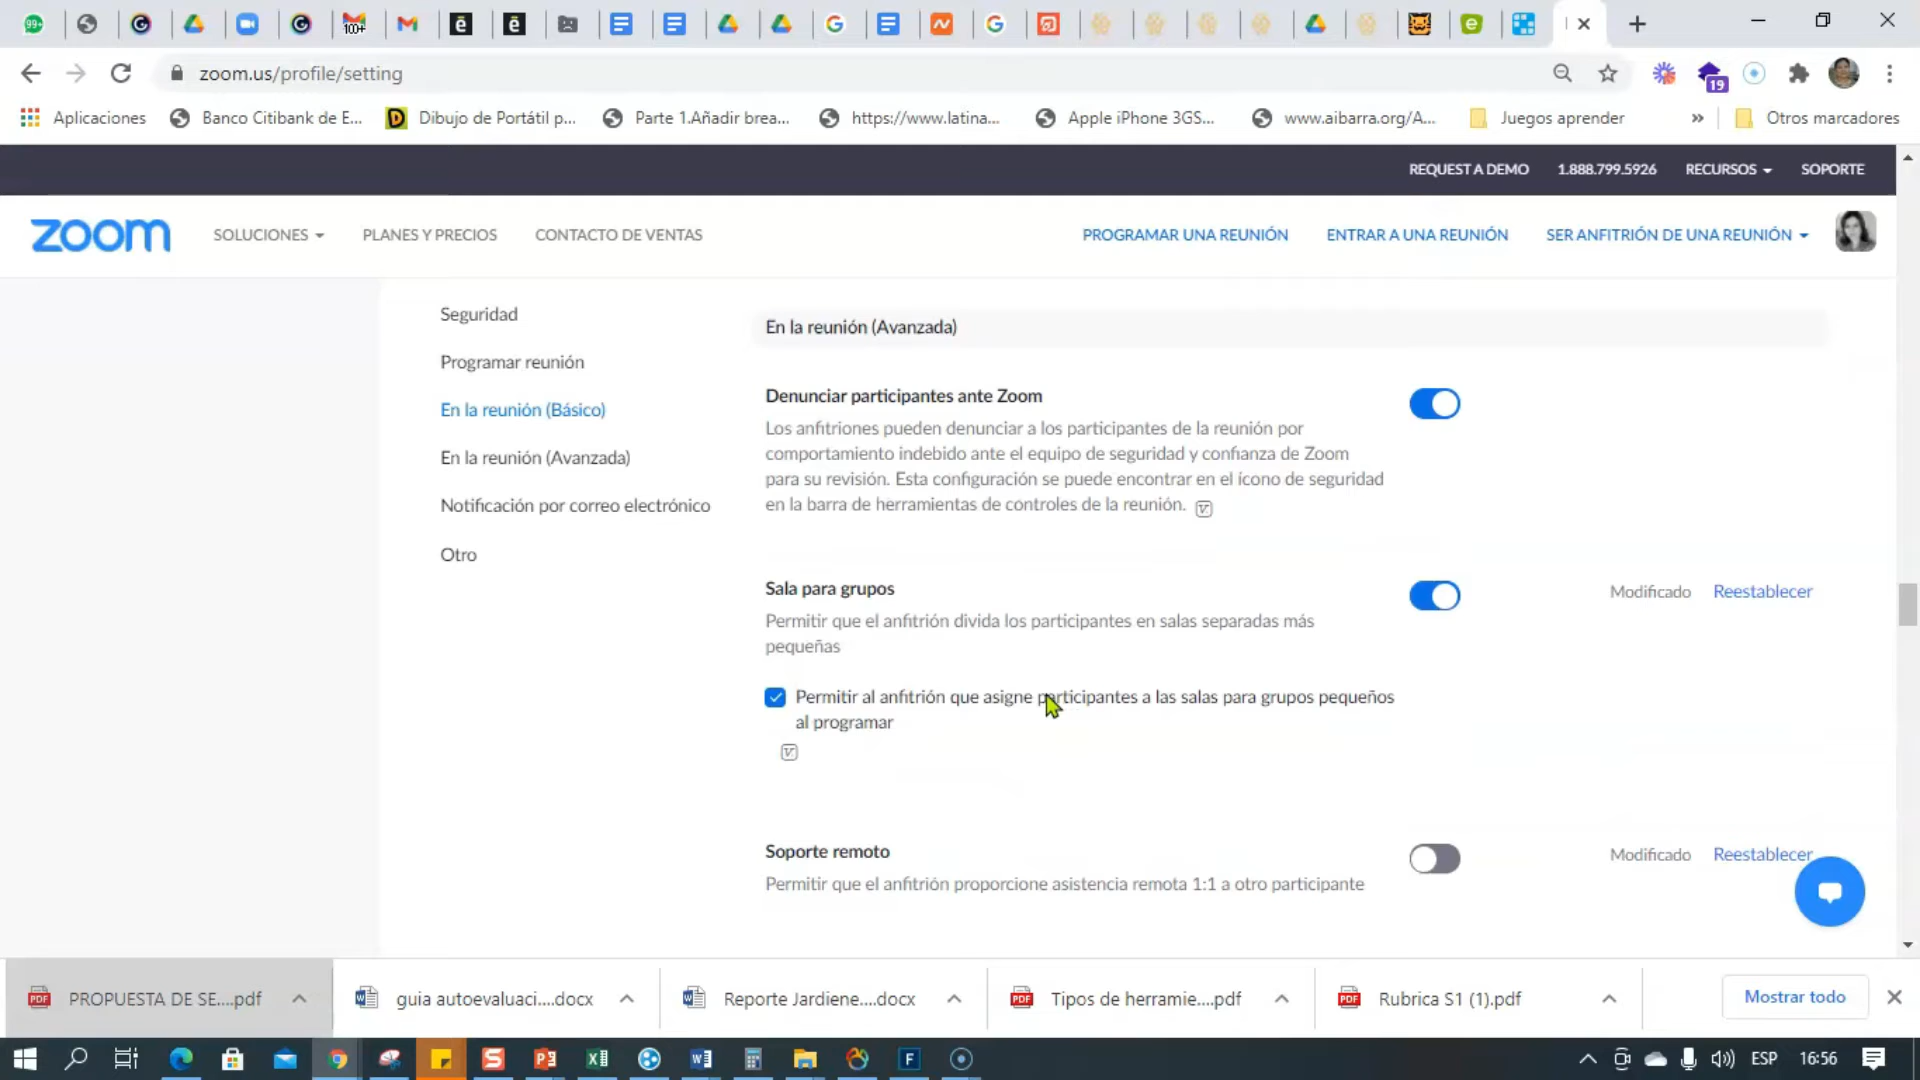 99+
100+
zoom.us/profile/setting
19
Aplicaciones
Banco Citibank de E...
Dibujo de Portátil p...
Parte 1.Añadir brea...
https://www.latina...
Apple iPhone 3GS...
www.aibarra.org/A...
Juegos aprender
»
Otros marcadores
REQUEST A DEMO
1.888.799.5926
RECURSOS
SOPORTE
zoom
SOLUCIONES
PLANES Y PRECIOS
CONTACTO DE VENTAS
PROGRAMAR UNA REUNIÓN
ENTRAR A UNA REUNIÓN
SER ANFITRIÓN DE UNA REUNIÓN
Seguridad
Programar reunión
En la reunión (Básico)
En la reunión (Avanzada)
Notificación por correo electrónico
Otro
En la reunión (Avanzada)
Denunciar participantes ante Zoom
Los anfitriones pueden denunciar a los participantes de la reunión por
comportamiento indebido ante el equipo de seguridad y confianza de Zoom
para su revisión. Esta configuración se puede encontrar en el ícono de seguridad
en la barra de herramientas de controles de la reunión.
Sala para grupos
Modificado
Reestablecer
Permitir que el anfitrión divida los participantes en salas separadas más
pequeñas
Permitir al anfitrión que asigne participantes a las salas para grupos pequeños
al programar
Soporte remoto
Modificado
Reestablecer
Permitir que el anfitrión proporcione asistencia remota 1:1 a otro participante
PROPUESTA DE SE....pdf
guia autoevaluaci....docx
Reporte Jardiene....docx
Tipos de herramie....pdf
Rubrica S1 (1).pdf
Mostrar todo
ESP
16:56